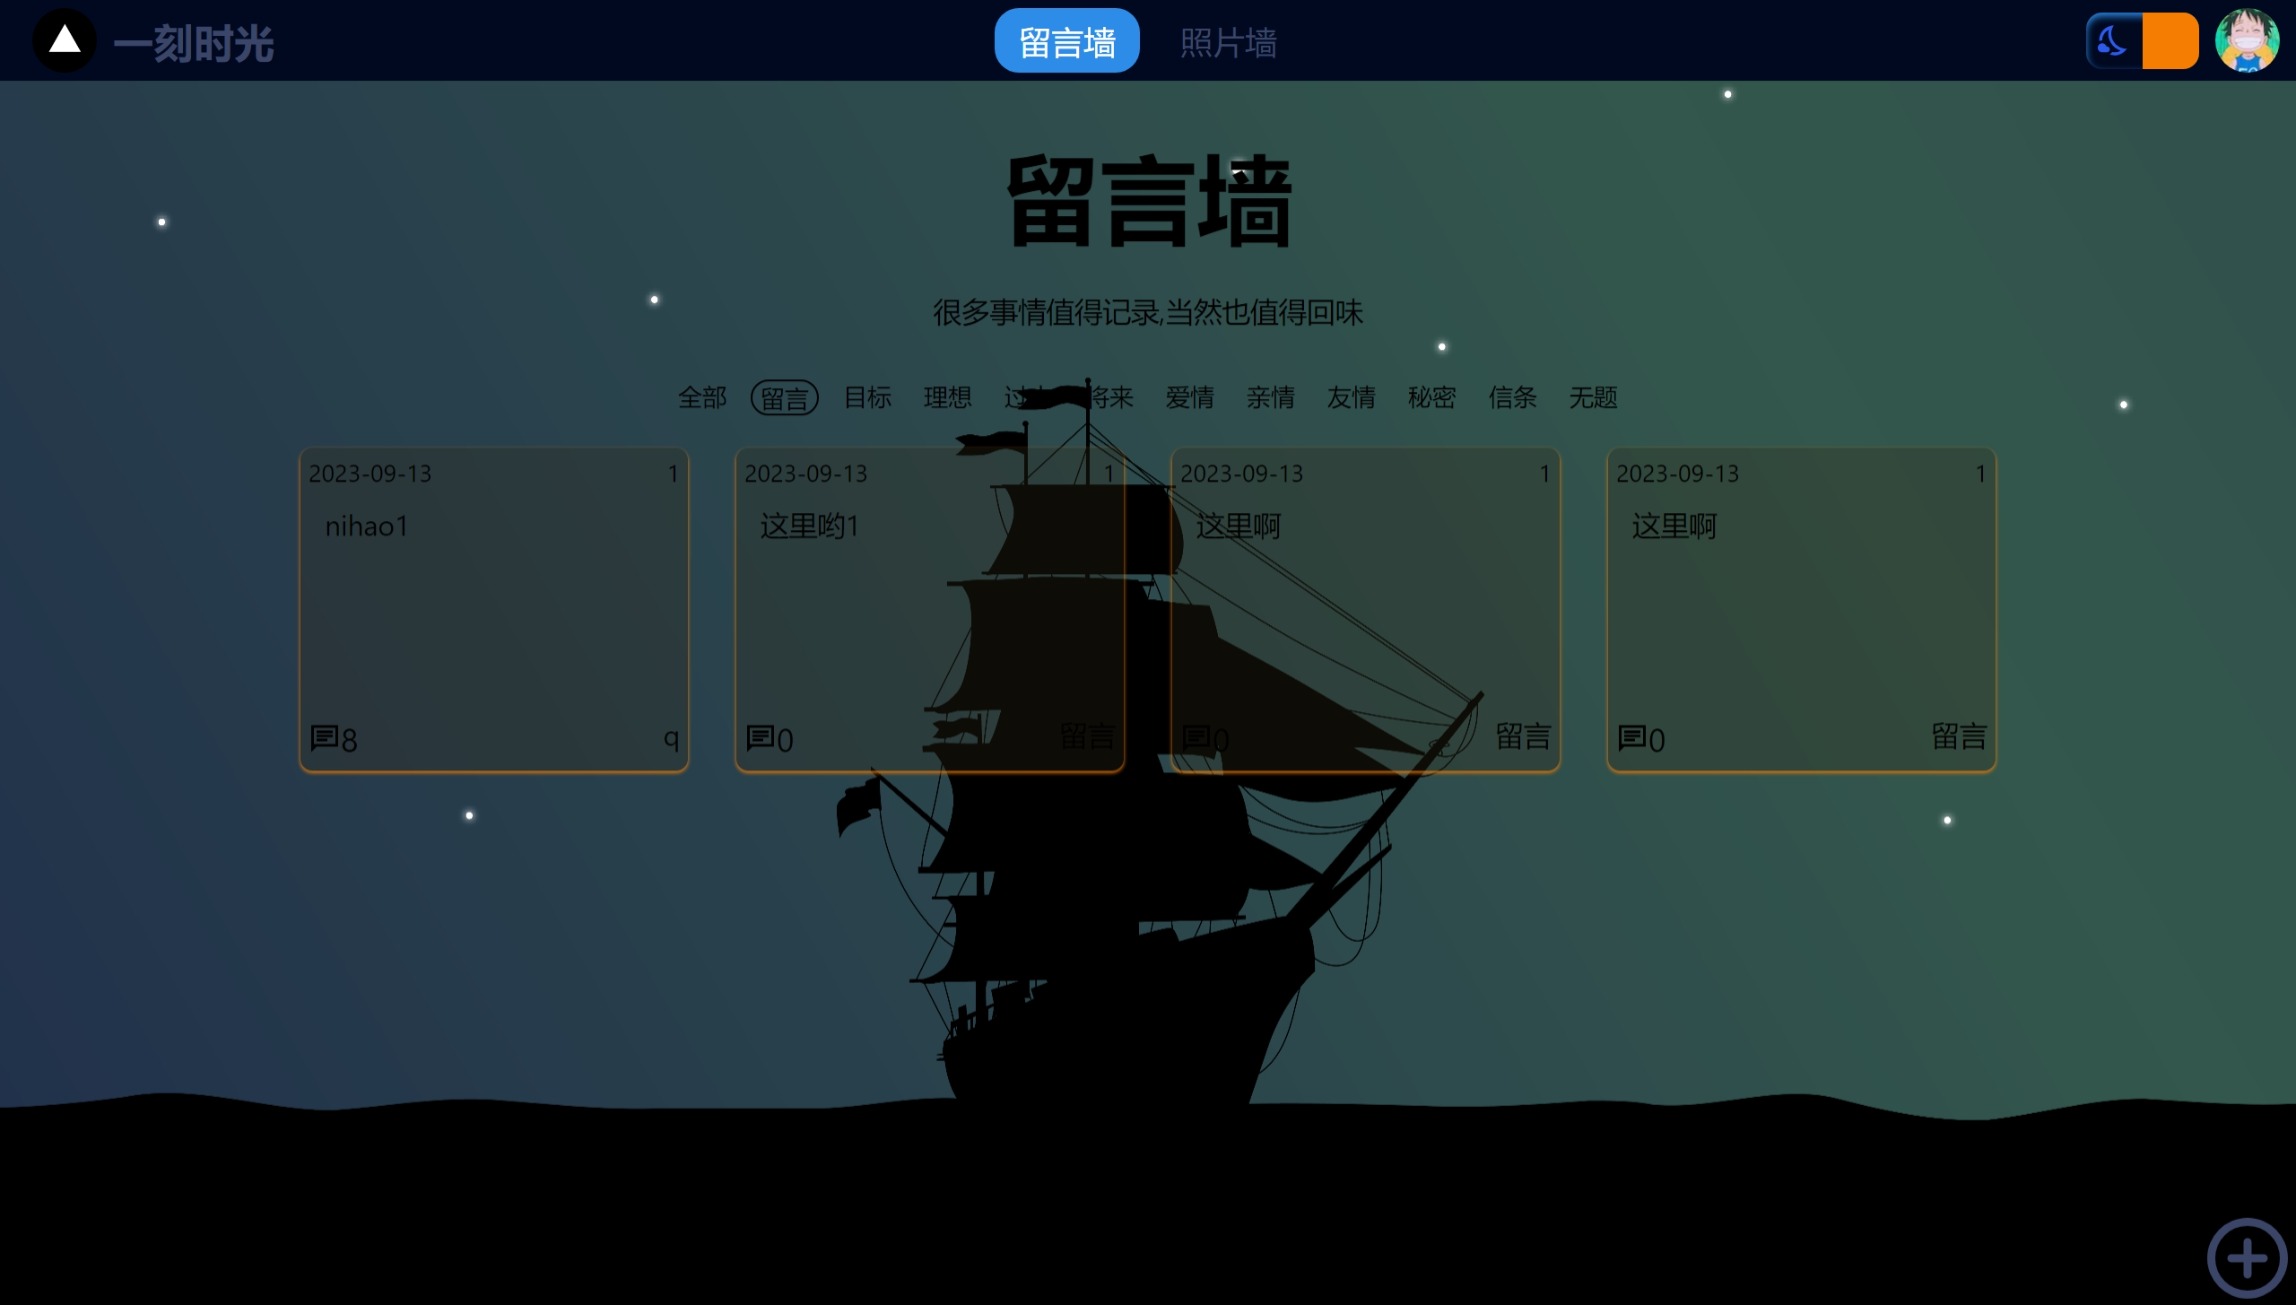 一刻时光
留言墙 照片墙
留言墙
很多事情值得记录,当然也值得回味
全部 留言 目标 理想 过 将来 爱情 亲情 友情 秘密 信条 无题
2023-09-13 1
nihao1
8 q
2023-09-13 1
这里哟1
0 留言
2023-09-13 1
这里啊
0 留言
2023-09-13 1
这里啊
0 留言